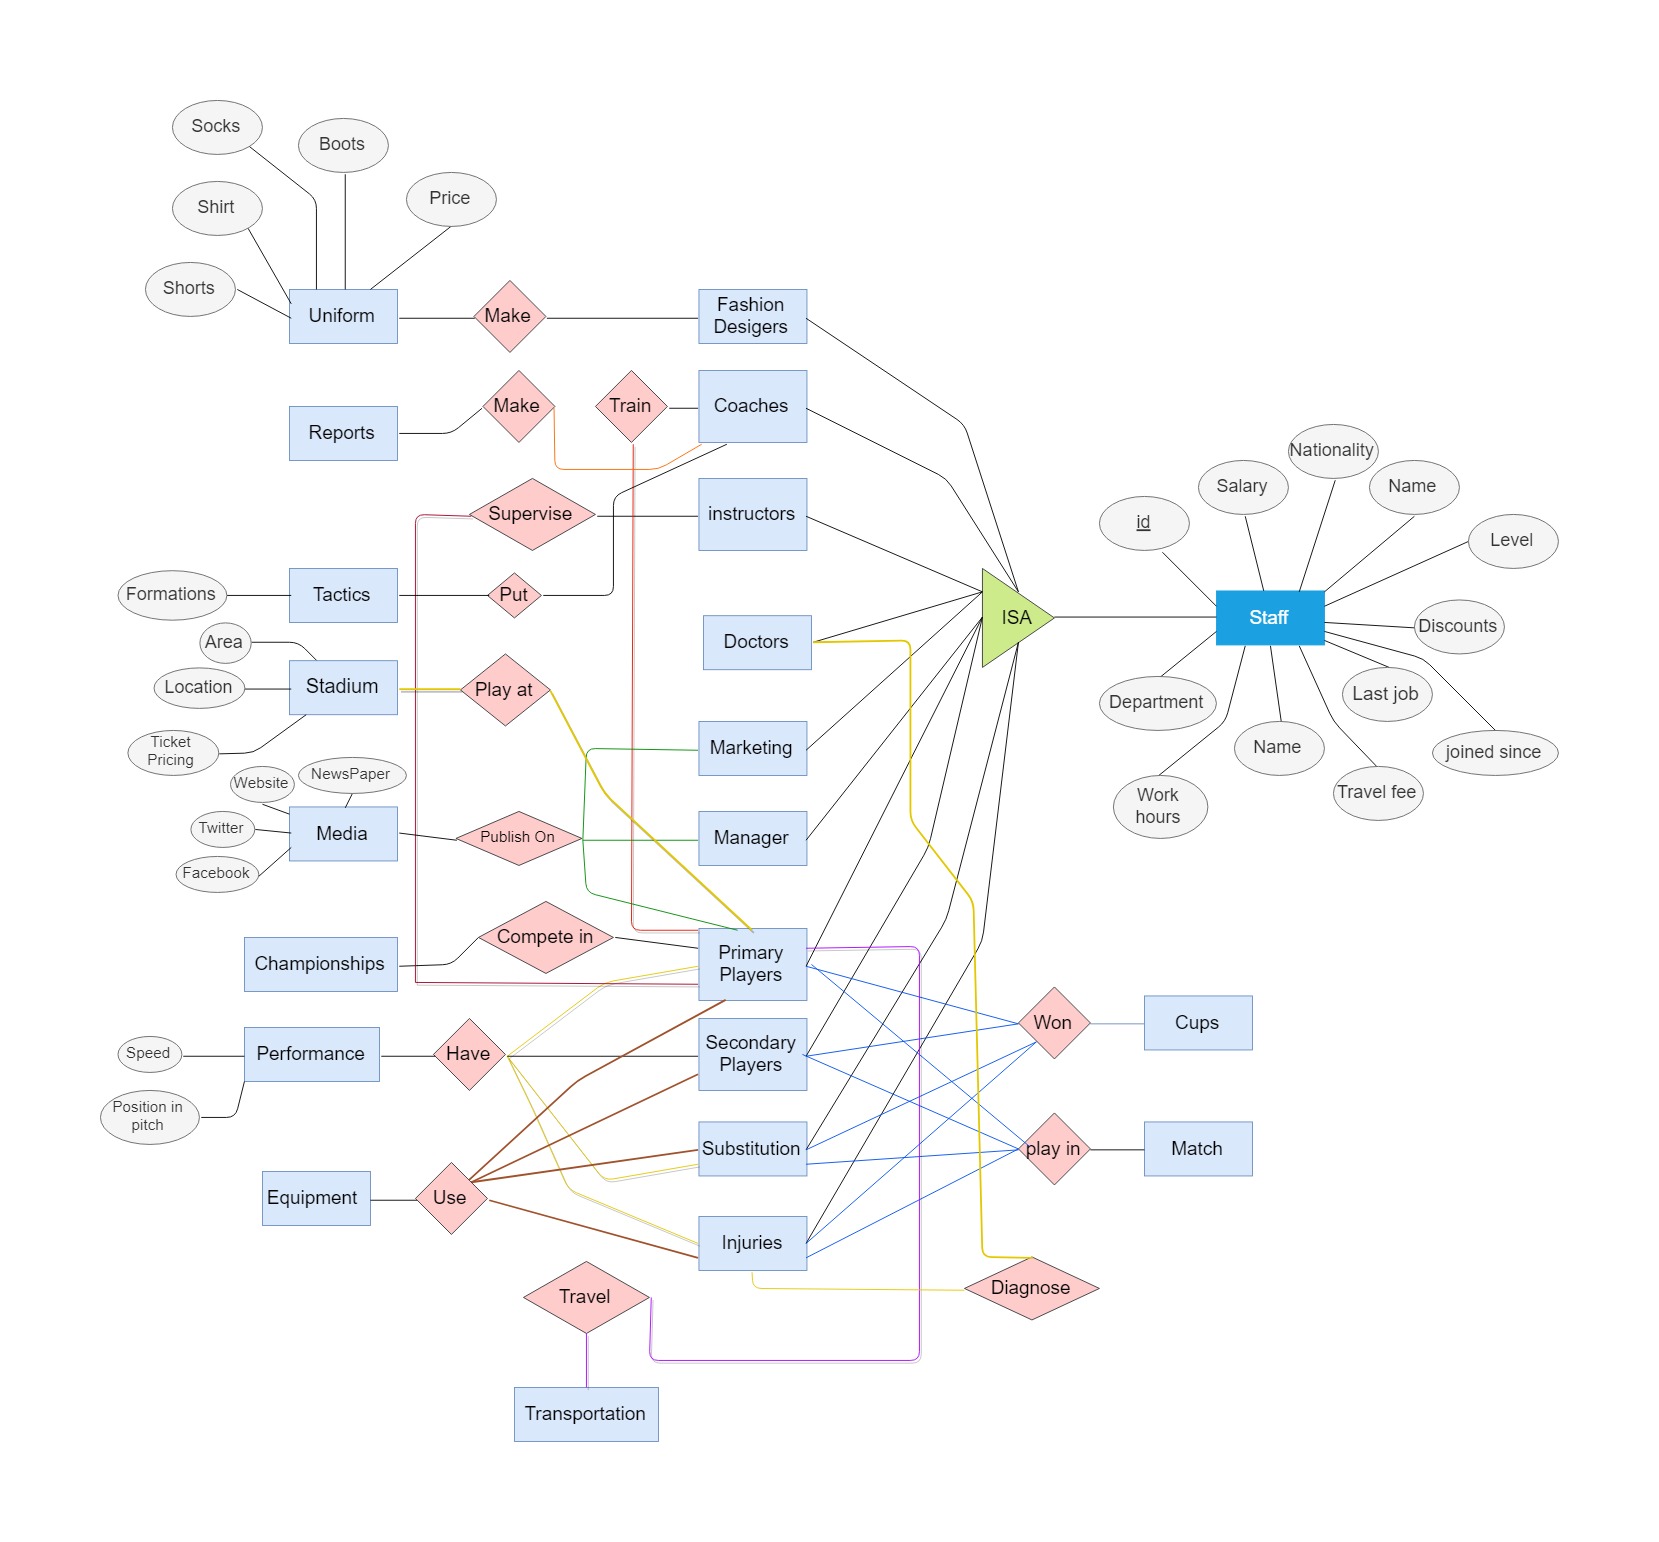 Socks
Boots
Price
Shirt
Shorts
Uniform
Make
Fashion
Desigers
Reports
Make
Train
Coaches
Supervise
instructors
Formations
Tactics
Put
Area
Location
Stadium
Play at
Doctors
Ticket
Pricing
Website
NewsPaper
Marketing
Twitter
Media
Publish On
Manager
Facebook
Championships
Compete in
Primary
Players
Speed
Performance
Have
Secondary
Players
Position in
pitch
Substitution
Equipment
Use
Injuries
Travel
Transportation
ISA
Staff
id
Salary
Nationality
Name
Level
Discounts
Last job
joined since
Department
Name
Travel fee
Work
hours
Won
Cups
play in
Match
Diagnose